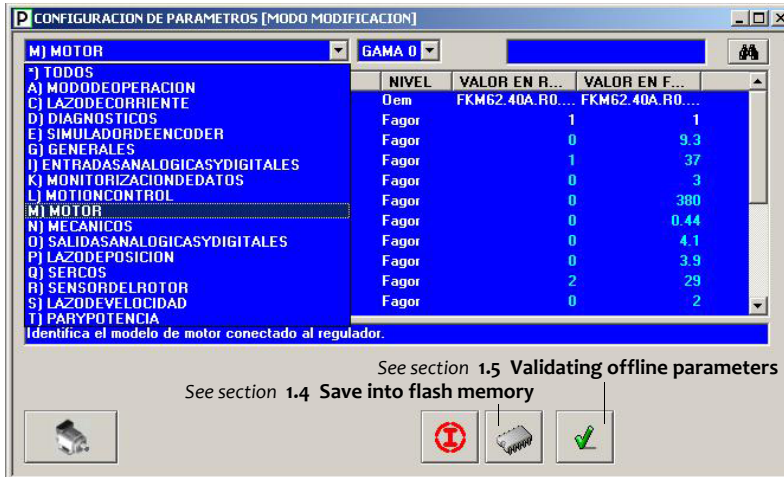 P CONFIGURACION DE PARAMETROS [MODO MODIFICACION]
M) MOTOR GAMA 0
*) TODOS
A) MODODEOPERACION
C) LAZODECORRIENTE
D) DIAGNOSTICOS
E) SIMULADORDEENCODER
G) GENERALES
I) ENTRADASANALOGICASYDIGITALES
K) MONITORIZACIONDEDATOS
L) MOTIONCONTROL
M) MOTOR
N) MECANICOS
O) SALIDASANALOGICASYDIGITALES
P) LAZODEPOSICION
Q) SERCOS
R) SENSORDELROTOR
S) LAZODEVELOCIDAD
T) PARYPOTENCIA
NIVEL VALOR EN R... VALOR EN F...
Oem FKM62.40A.R0.... FKM62.40A.R0....
Fagor 1 1
Fagor 0 9.3
Fagor 1 37
Fagor 0 3
Fagor 0 380
Fagor 0 0.44
Fagor 0 4.1
Fagor 0 3.9
Fagor 2 29
Fagor 0 2
Identifica el modelo de motor conectado al regulador.
See section 1.5 Validating offline parameters
See section 1.4 Save into flash memory